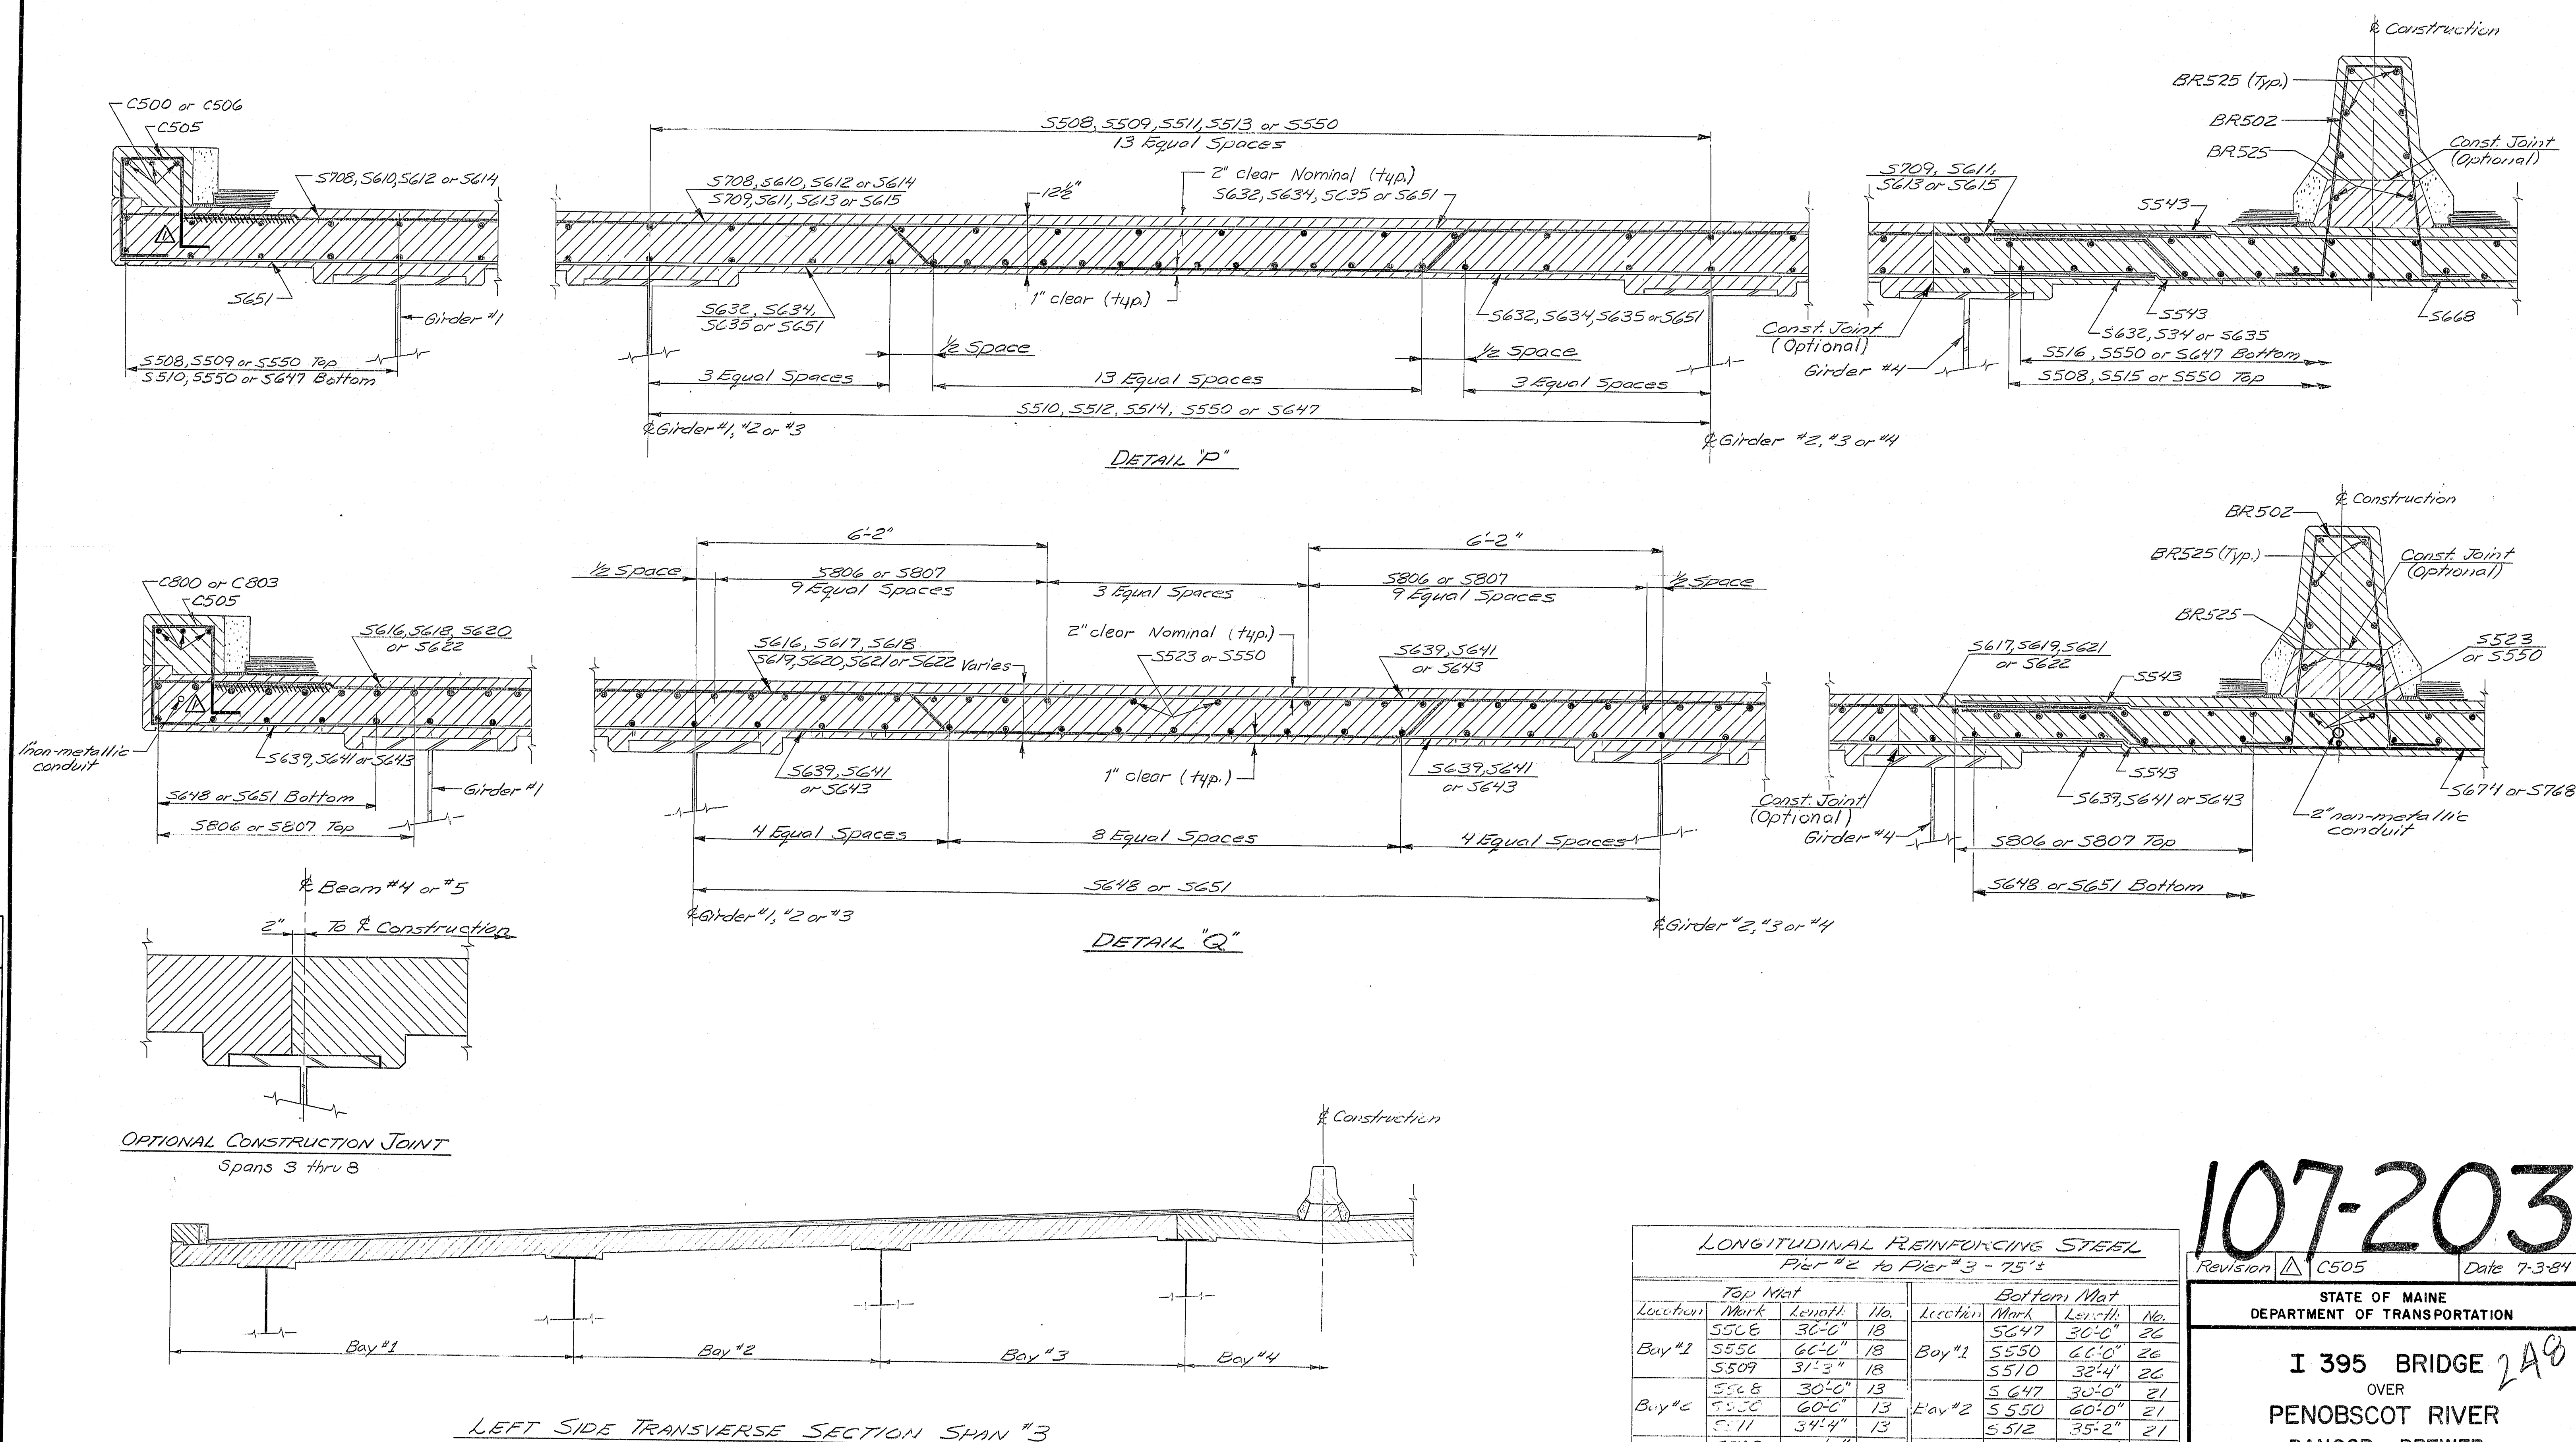 ℄ Construction
BR525 (Typ.)
BR502
BR525
Const. Joint
(Optional)
C500 or C506
C505
S708, S610, S612 or S614
S651
Girder #1
S508, S509 or S550 Top
S510, S550 or S647 Bottom
S508, S509, S511, S513 or S550
13 Equal Spaces
S708, S610, S612 or S614
S709, S611, S613 or S615
12½"
2" clear Nominal (typ.)
S632, S634, S635 or S651
1" clear (typ.)
S632, S634,
S635 or S651
S632, S634, S635 or S651
½ Space
½ Space
3 Equal Spaces
13 Equal Spaces
3 Equal Spaces
S510, S512, S514, S550 or S647
℄ Girder #1, #2 or #3
℄ Girder #2, #3 or #4
DETAIL "P"
S709, S611,
S613 or S615
S543
S543
S668
S632, S34 or S635
Const. Joint
(Optional)
Girder #4
S516, S550 or S647 Bottom
S508, S515 or S550 Top
℄ Construction
BR502
BR525 (Typ.)
BR525
Const. Joint
(Optional)
S523
or S550
C800 or C803
C505
S616, S618, S620
or S622
1" non-metallic
conduit
S639, S641 or S643
Girder #1
S648 or S651 Bottom
S806 or S807 Top
6'-2"
6'-2"
½ Space
S806 or S807
9 Equal Spaces
3 Equal Spaces
S806 or S807
9 Equal Spaces
½ Space
S616, S617, S618
S619, S620, S621 or S622
Varies
2" clear Nominal (typ.)
S523 or S550
S639, S641
or S643
S639, S641
or S643
1" clear (typ.)
S639, S641
or S643
4 Equal Spaces
8 Equal Spaces
4 Equal Spaces
S648 or S651
℄ Girder #1, #2 or #3
℄ Girder #2, #3 or #4
DETAIL "Q"
S617, S619, S621
or S622
S543
S543
S639, S641 or S643
S674 or S768
2" non-metallic
conduit
Const. Joint
(Optional)
Girder #4
S806 or S807 Top
S648 or S651 Bottom
℄ Beam #4 or #5
2"
To ℄ Construction
OPTIONAL CONSTRUCTION JOINT
Spans 3 thru 8
℄ Construction
Bay #1
Bay #2
Bay #3
Bay #4
LEFT SIDE TRANSVERSE SECTION SPAN #3
LONGITUDINAL REINFORCING STEEL
Pier #2 to Pier #3 - 75'±
Top Mat Bottom Mat
Location Mark Length No. Location Mark Length No.
S508 30'-0" 18 S647 30'-0" 26
Bay #1 S550 60'-0" 18 Bay #1 S550 60'-0" 26
S509 31'-3" 18 S510 32'-4" 26
S508 30'-0" 13 S647 30'-0" 21
Bay #2 S550 60'-0" 13 Bay #2 S550 60'-0" 21
S511 34'-4" 13 S512 35'-2" 21
107-203
Revision 1 C505 Date 7-3-84
STATE OF MAINE
DEPARTMENT OF TRANSPORTATION
I 395 BRIDGE
2A8
OVER
PENOBSCOT RIVER
BANGOR BREWER